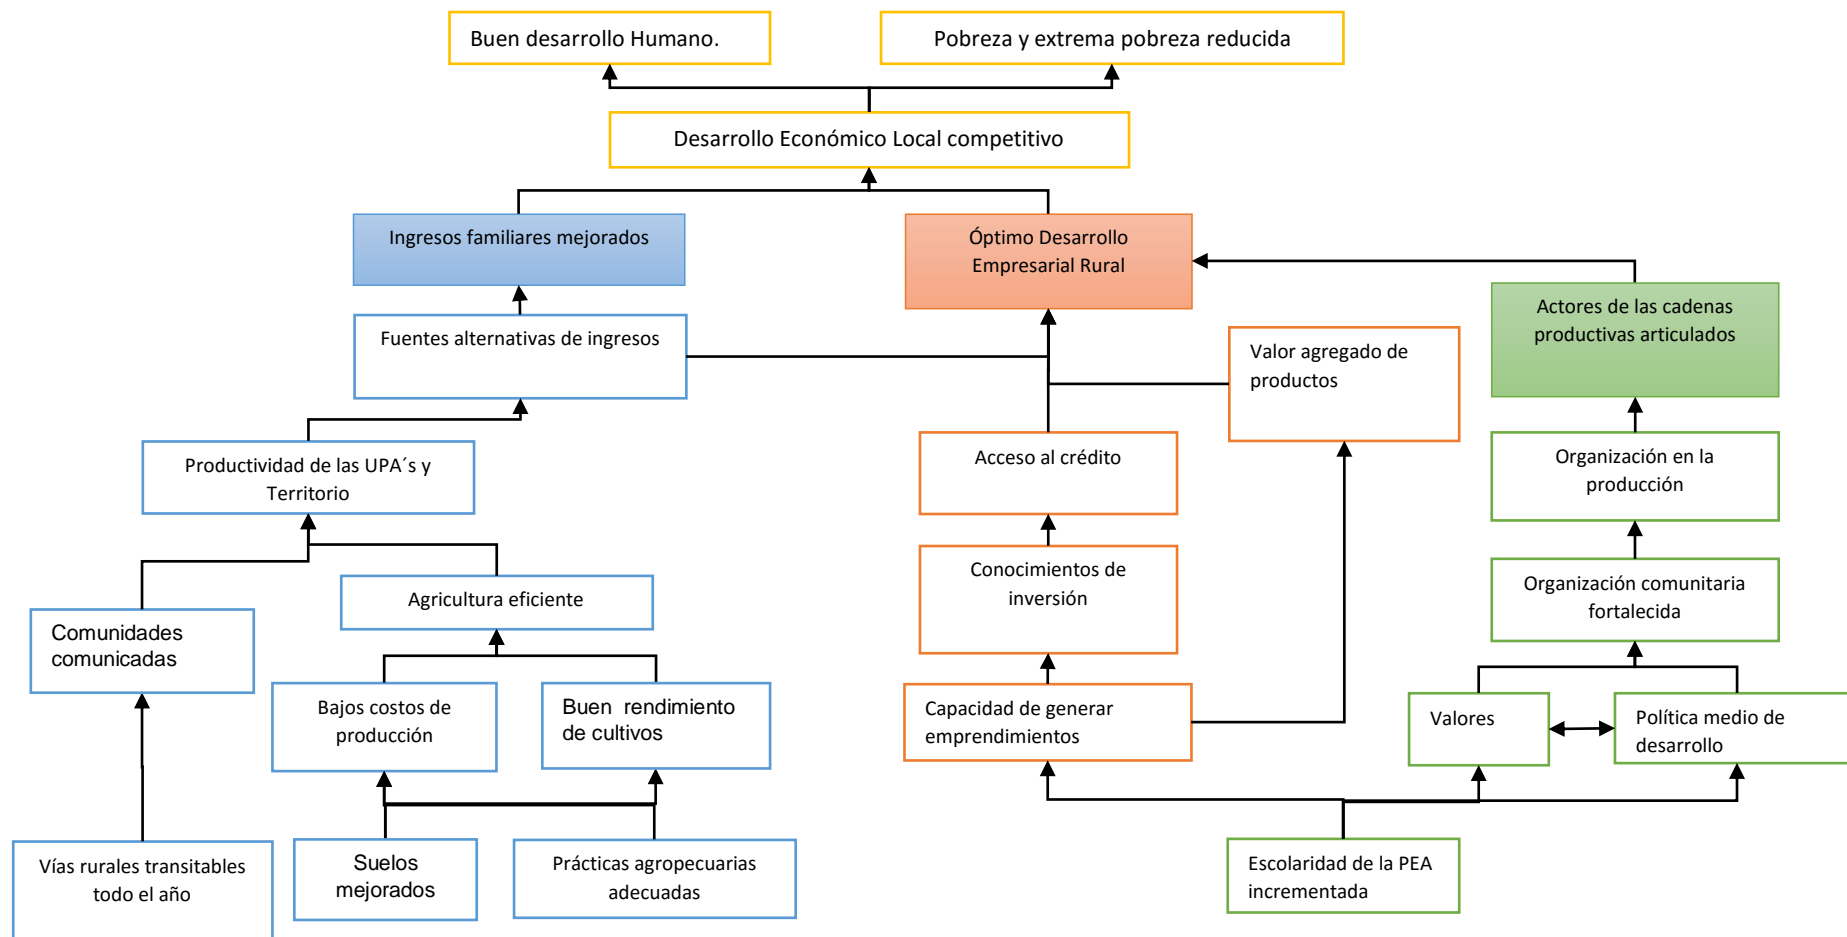 Buen desarrollo Humano.
Pobreza y extrema pobreza reducida
Desarrollo Económico Local competitivo
Ingresos familiares mejorados
Óptimo Desarrollo
Empresarial Rural
Actores de las cadenas
productivas articulados
Fuentes alternativas de ingresos
Valor agregado de
productos
Productividad de las UPA´s y
Territorio
Acceso al crédito
Organización en la
producción
Agricultura eficiente
Conocimientos de
inversión
Organización comunitaria
fortalecida
Comunidades
comunicadas
Bajos costos de
producción
Buen rendimiento
de cultivos
Capacidad de generar
emprendimientos
Valores
Política medio de
desarrollo
Vías rurales transitables
todo el año
Suelos
mejorados
Prácticas agropecuarias
adecuadas
Escolaridad de la PEA
incrementada